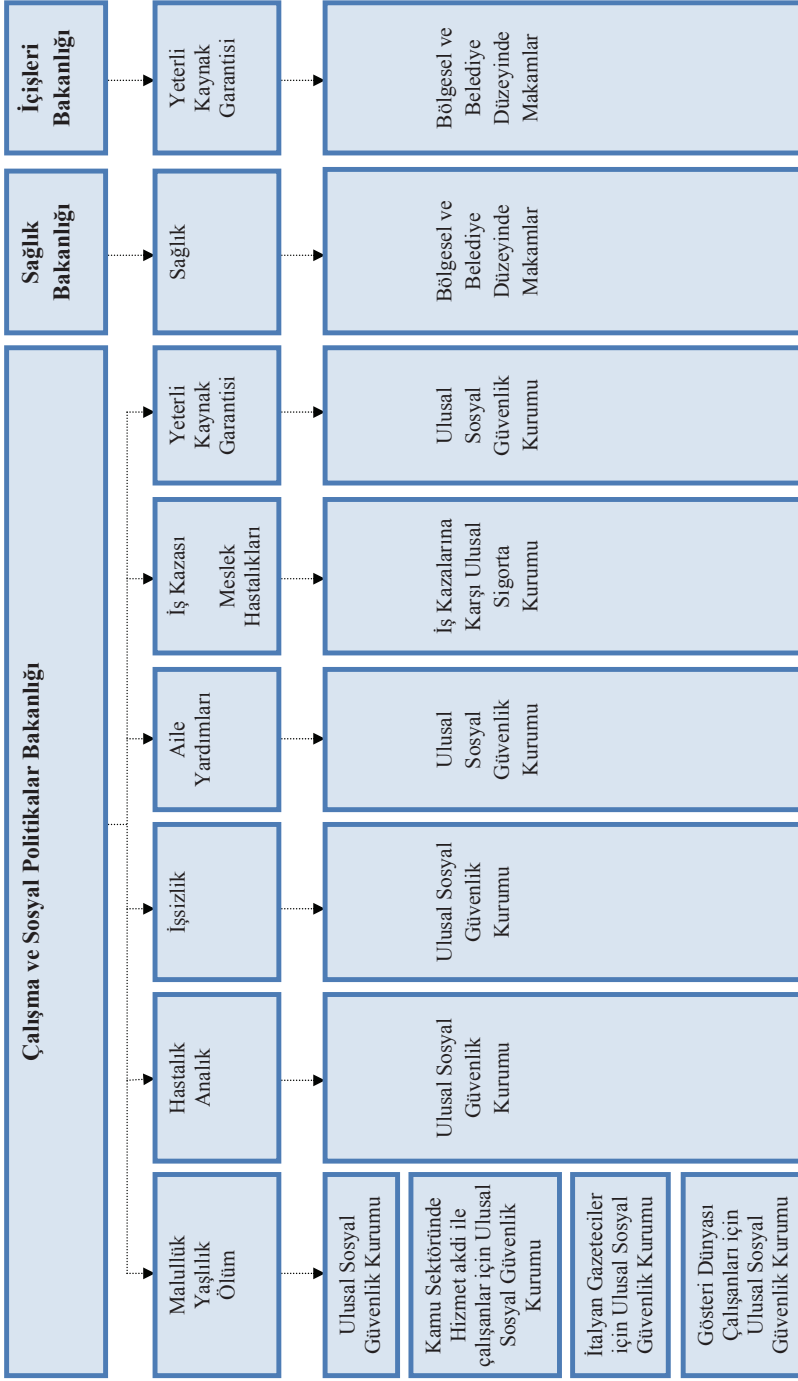 Çalışma ve Sosyal Politikalar Bakanlığı
Sağlık
Bakanlığı
İçişleri
Bakanlığı
Malullük
Yaşlılık
Ölüm
Hastalık
Analık
İşsizlik
Aile
Yardımları
İş Kazası
Meslek
Hastalıkları
Yeterli
Kaynak
Garantisi
Sağlık
Yeterli
Kaynak
Garantisi
Ulusal Sosyal
Güvenlik Kurumu
Kamu Sektöründe
Hizmet akdi ile
çalışanlar için Ulusal
Sosyal Güvenlik
Kurumu
İtalyan Gazeteciler
için Ulusal Sosyal
Güvenlik Kurumu
Gösteri Dünyası
Çalışanları için
Ulusal Sosyal
Güvenlik Kurumu
Ulusal Sosyal
Güvenlik
Kurumu
Ulusal Sosyal
Güvenlik
Kurumu
Ulusal
Sosyal
Güvenlik
Kurumu
İş Kazalarına
Karşı Ulusal
Sigorta
Kurumu
Ulusal
Sosyal
Güvenlik
Kurumu
Bölgesel ve
Belediye
Düzeyinde
Makamlar
Bölgesel ve
Belediye
Düzeyinde
Makamlar